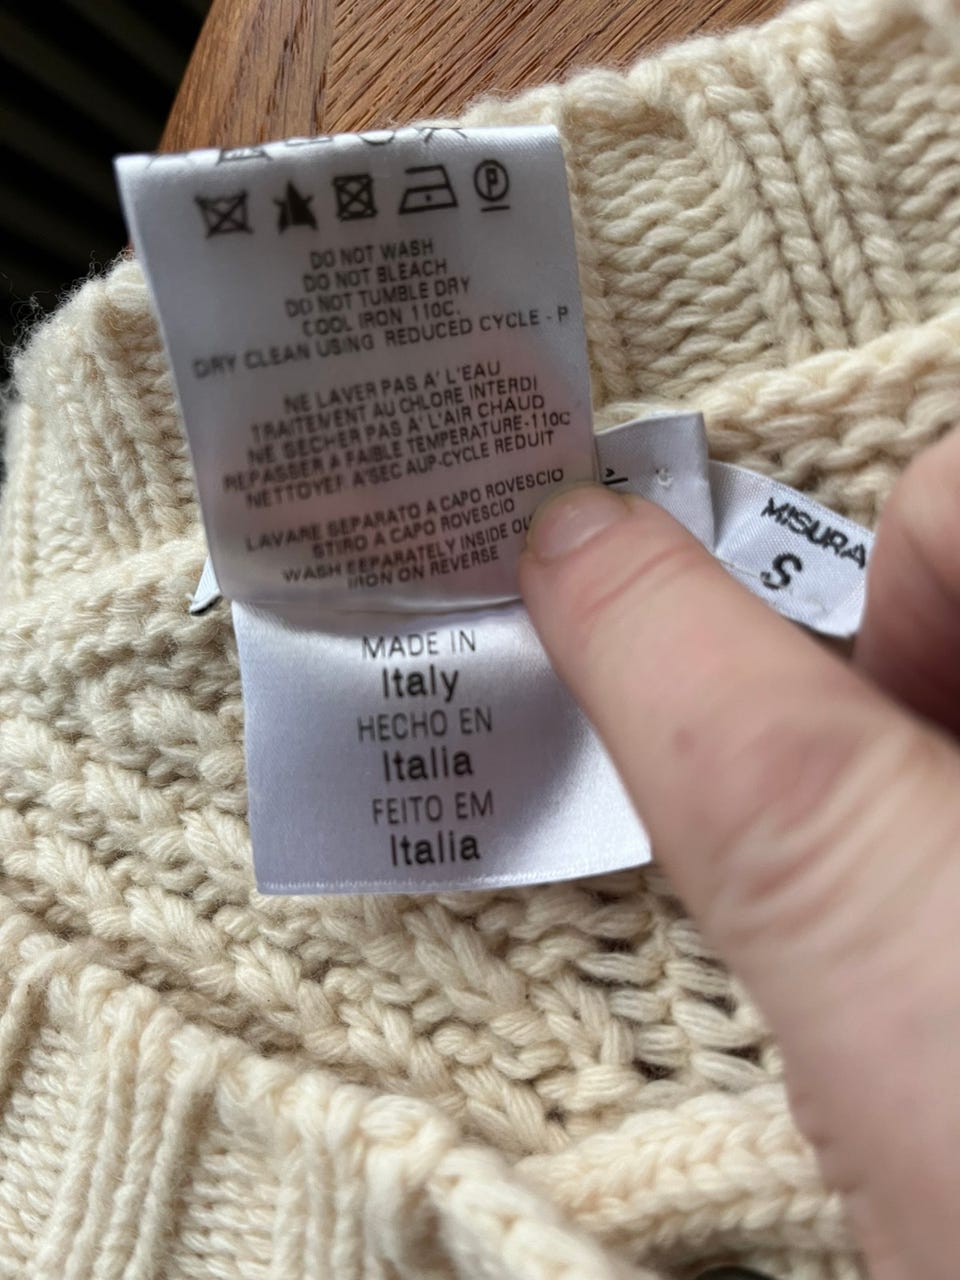 DO NOT WASH
DO NOT BLEACH
DO NOT TUMBLE DRY
COOL IRON 110C.
DRY CLEAN USING REDUCED CYCLE - P
NE LAVER PAS A' L'EAU
TRAITEMENT AU CHLORE INTERDI
NE SECHER PAS A' L'AIR CHAUD
REPASSER A FAIBLE TEMPERATURE-110C
NETTOYER A'SEC AUP-CYCLE REDUIT
LAVARE SEPARATO A CAPO ROVESCIO
STIRO A CAPO ROVESCIO
WASH SEPARATELY INSIDE OU
IRON ON REVERSE
MADE IN
Italy
HECHO EN
Italia
FEITO EM
Italia
MISURA
S